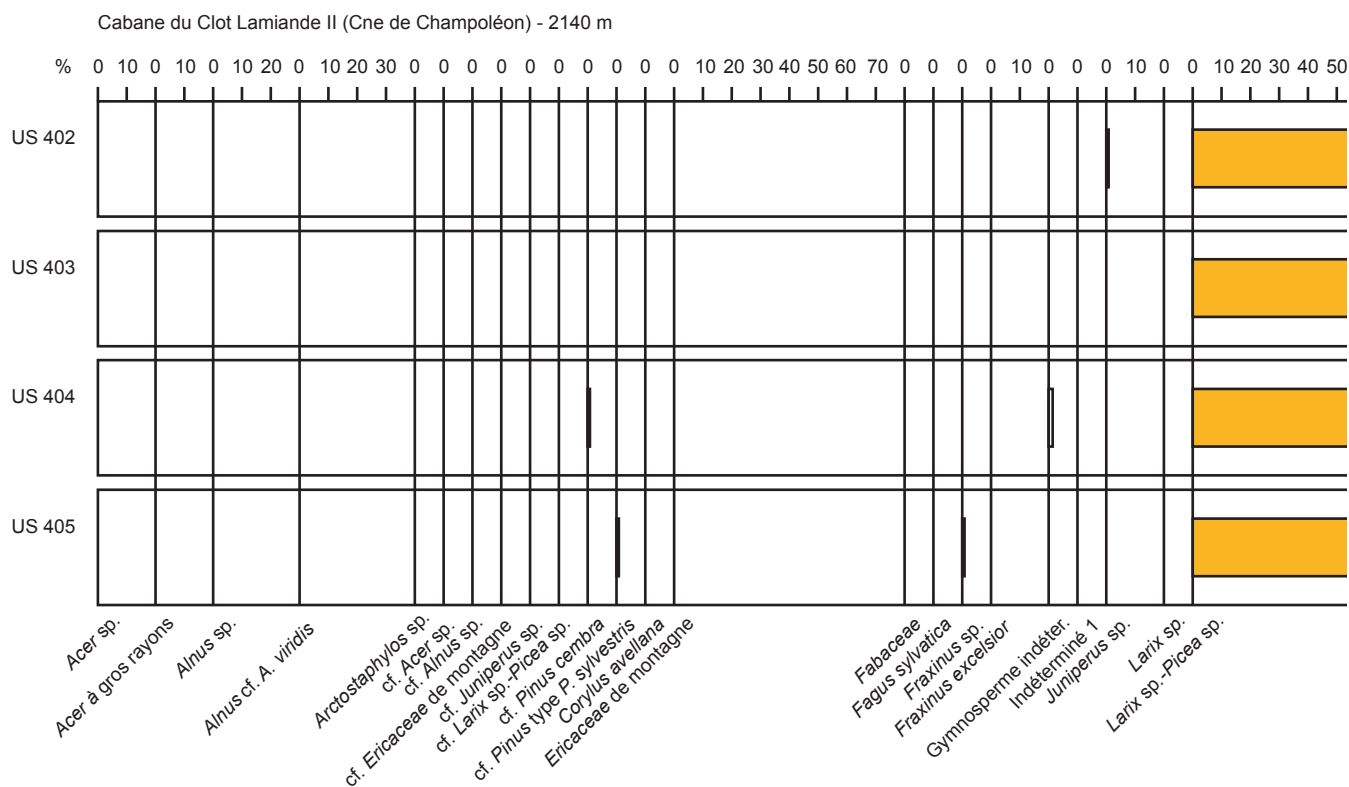 Cabane du Clot Lamiande II (Cne de Champoléon) - 2140 m
% 0 10 0 10 0 10 20 0 10 20 30 0 0 0 0 0 0 0 0 0 0 10 20 30 40 50 60 70 0 0 0 0 10 0 0 0 10 0 0 10 20 30 40 50
US 402
US 403
US 404
US 405
Acer sp.
Acer à gros rayons
Alnus sp.
Alnus cf. A. viridis
Arctostaphylos sp.
cf. Acer sp.
cf. Alnus sp.
cf. Ericaceae de montagne
cf. Juniperus sp.
cf. Larix sp.-Picea sp.
cf. Pinus cembra
cf. Pinus type P. sylvestris
Corylus avellana
Ericaceae de montagne
Fabaceae
Fagus sylvatica
Fraxinus sp.
Fraxinus excelsior
Gymnosperme indéter.
Indéterminé 1
Juniperus sp.
Larix sp.
Larix sp.-Picea sp.